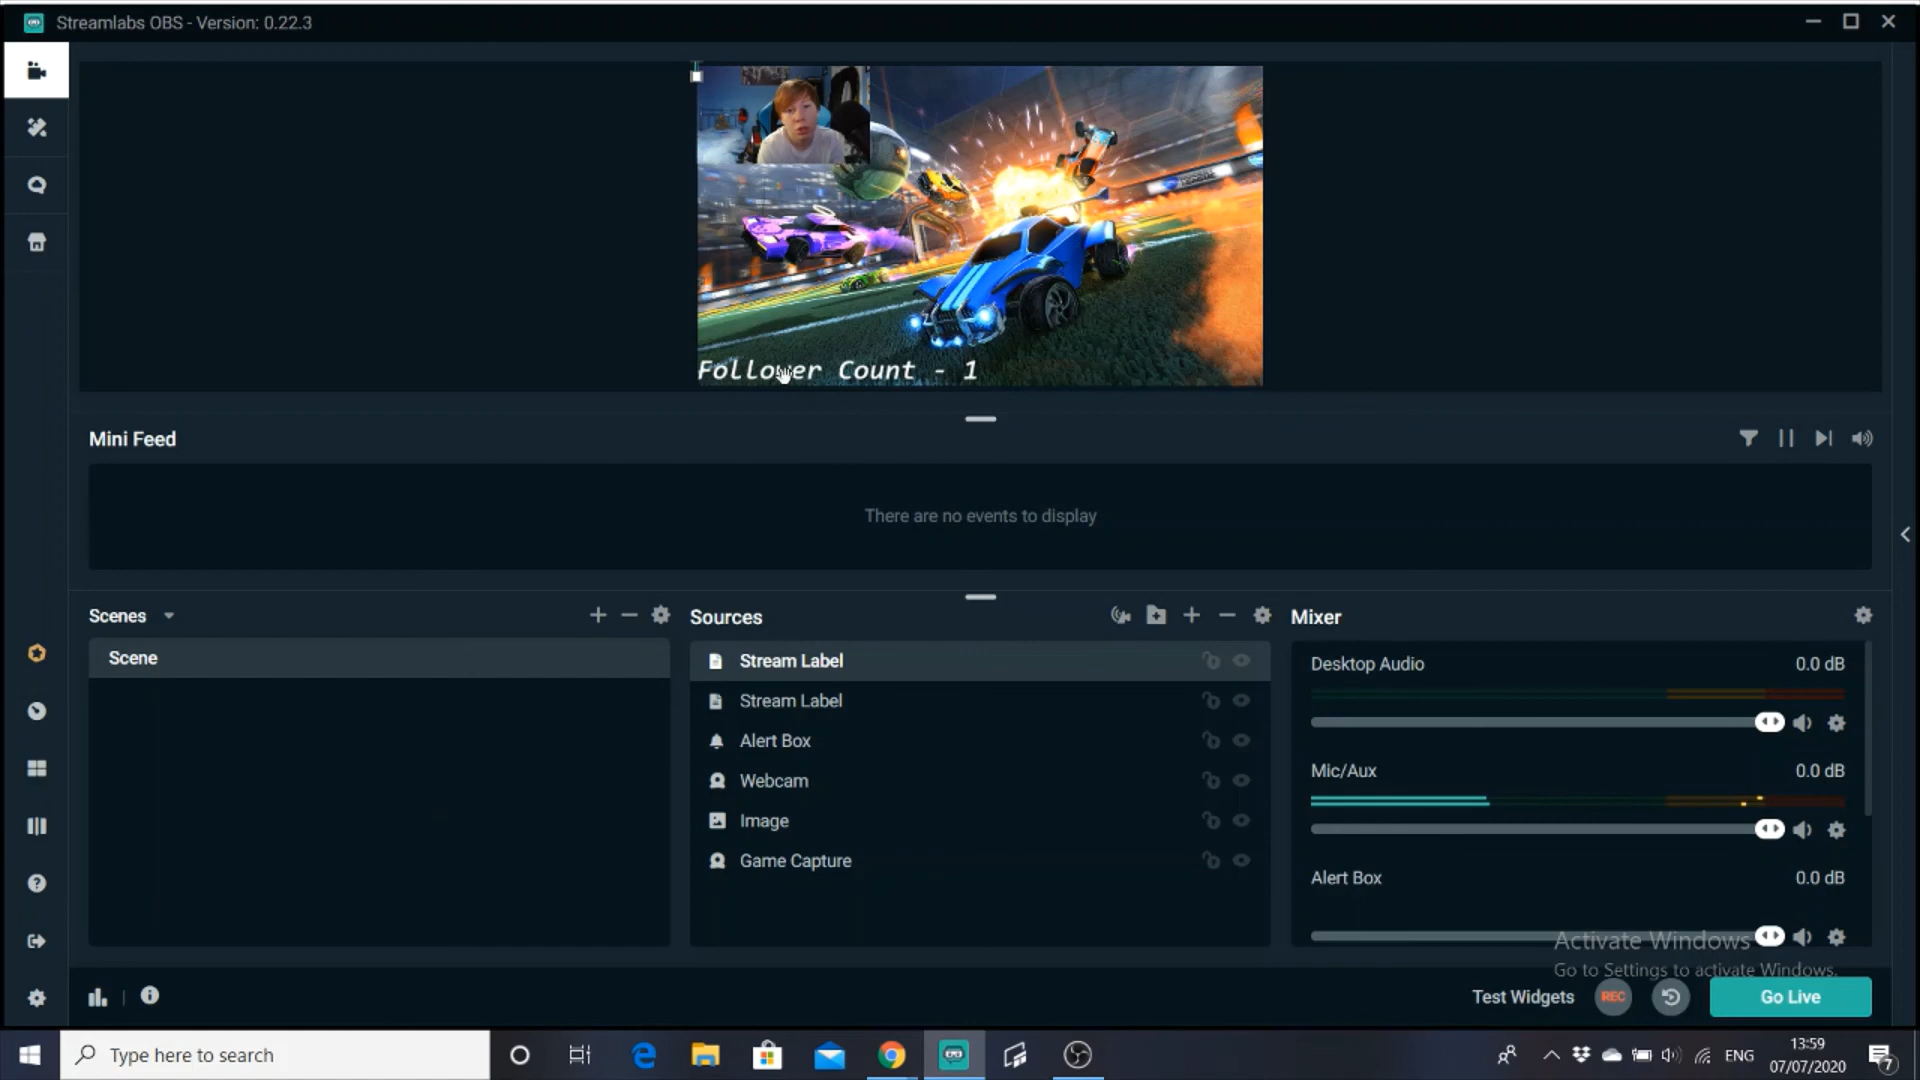 Streamlabs OBS - Version: 0.22.3
Follower Count - 1
Mini Feed
There are no events to display
Scenes
Scene
Sources
Stream Label
Stream Label
Alert Box
Webcam
Image
Game Capture
Mixer
Desktop Audio 0.0 dB
Mic/Aux 0.0 dB
Alert Box 0.0 dB
Activate Windows
Go to Settings to activate Windows.
Test Widgets REC Go Live
Type here to search
ENG
13:59
07/07/2020
7